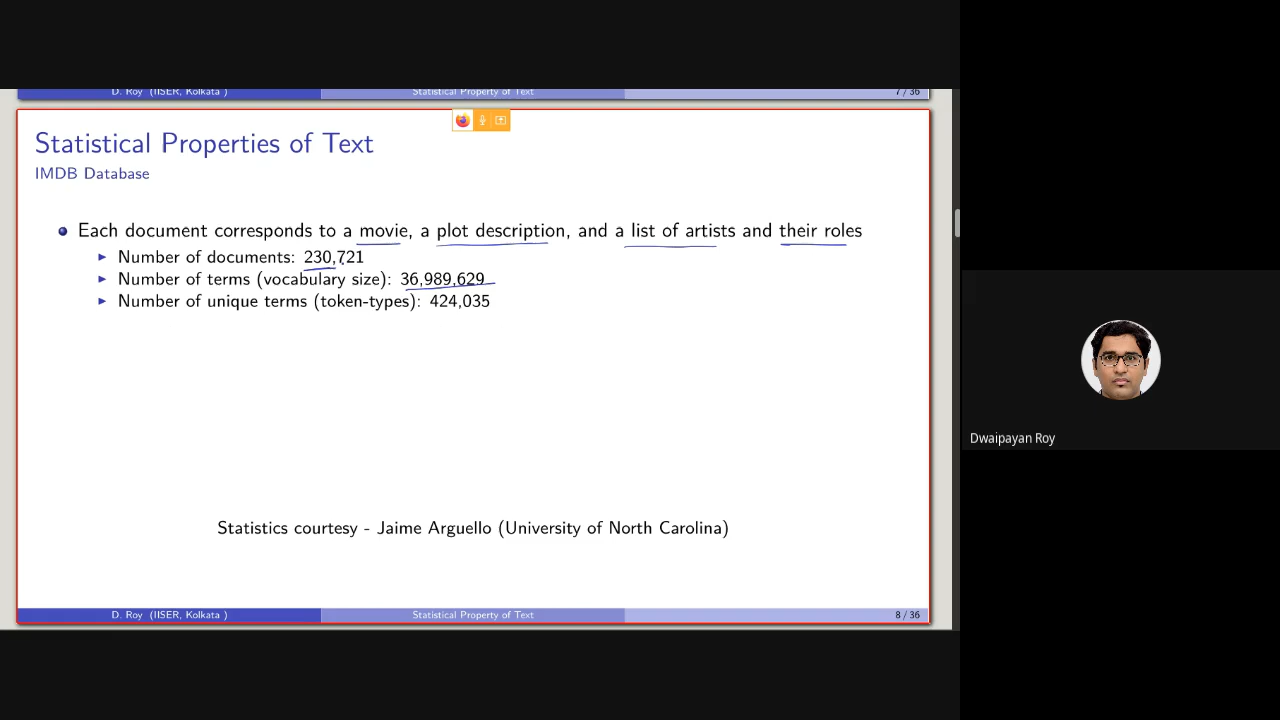 D. Roy (IISER, Kolkata ) Statistical Property of Text 7 / 36
Statistical Properties of Text
IMDB Database
Each document corresponds to a movie, a plot description, and a list of artists and their roles
Number of documents: 230,721
Number of terms (vocabulary size): 36,989,629
Number of unique terms (token-types): 424,035
Statistics courtesy - Jaime Arguello (University of North Carolina)
D. Roy (IISER, Kolkata ) Statistical Property of Text 8 / 36
Dwaipayan Roy